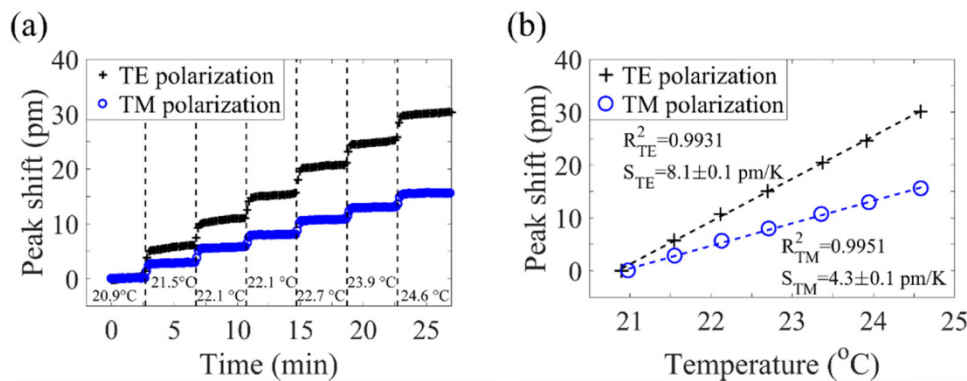 (a)
40
30
20
10
0
Peak shift (pm)
TE polarization
TM polarization
20.9°C
21.5°C
22.1 °C
22.1 °C
22.7 °C
23.9 °C
24.6 °C
0 5 10 15 20 25
Time (min)
(b)
40
30
20
10
0
Peak shift (pm)
TE polarization
TM polarization
R²TE=0.9931
STE=8.1±0.1 pm/K
R²TM=0.9951
STM=4.3±0.1 pm/K
21 22 23 24 25
Temperature (°C)